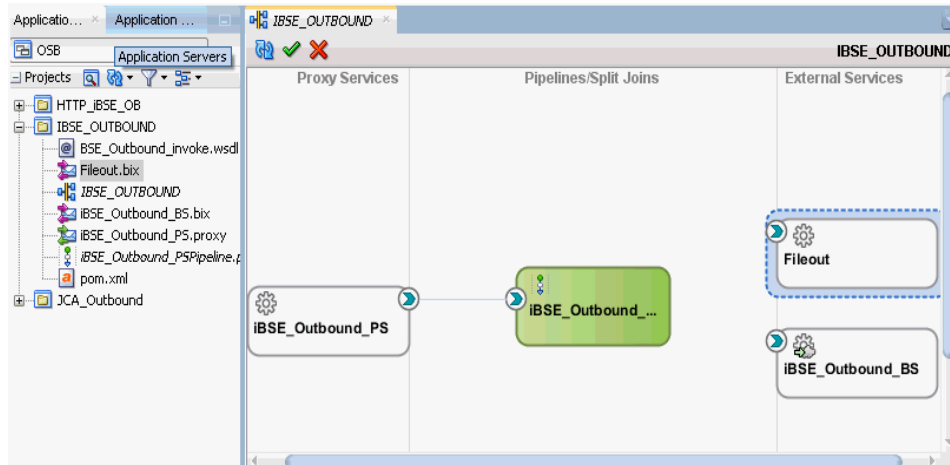 Applicatio...
Application ...
OSB
Application Servers
Projects
HTTP_iBSE_OB
IBSE_OUTBOUND
BSE_Outbound_invoke.wsdl
Fileout.bix
IBSE_OUTBOUND
iBSE_Outbound_BS.bix
iBSE_Outbound_PS.proxy
iBSE_Outbound_PSPipeline.p
pom.xml
JCA_Outbound
IBSE_OUTBOUND
IBSE_OUTBOUND
Proxy Services
Pipelines/Split Joins
External Services
iBSE_Outbound_PS
iBSE_Outbound_...
Fileout
iBSE_Outbound_BS